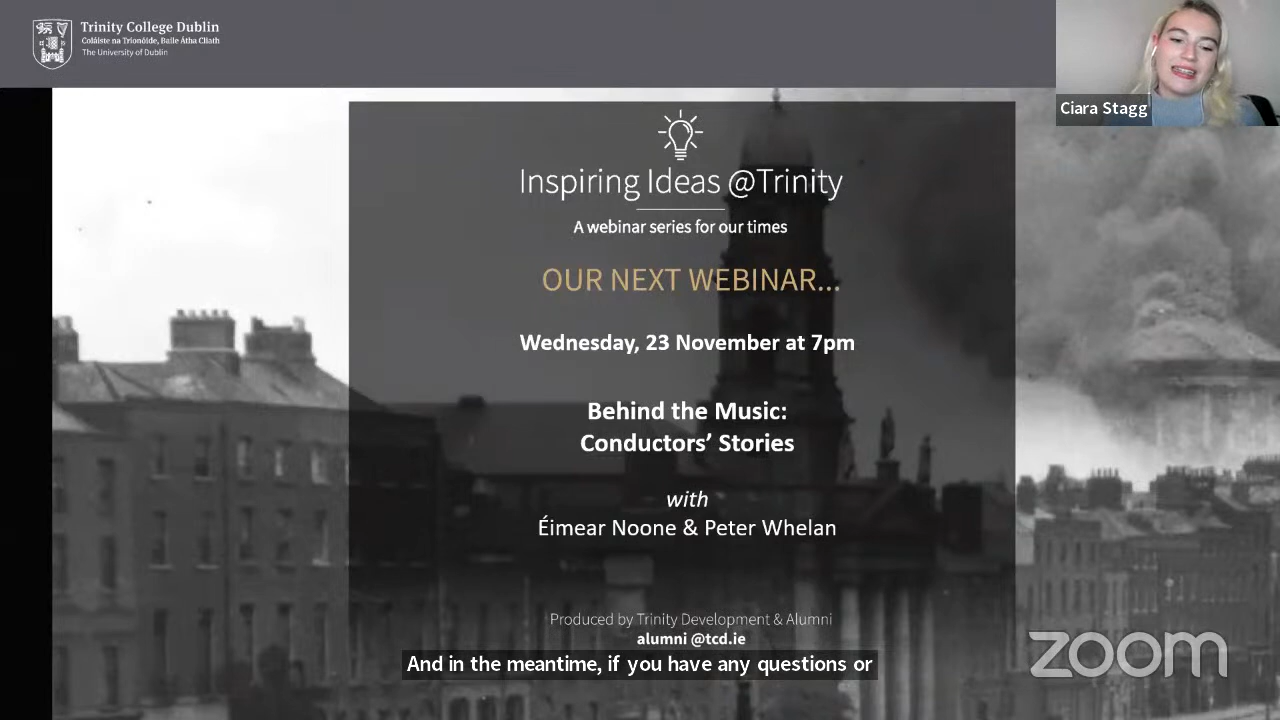 Trinity College Dublin
Coláiste na Tríonóide, Baile Átha Cliath
The University of Dublin
Ciara Stagg
Inspiring Ideas @Trinity
A webinar series for our times
OUR NEXT WEBINAR...
Wednesday, 23 November at 7pm
Behind the Music:
Conductors’ Stories
with
Éimear Noone & Peter Whelan
Produced by Trinity Development & Alumni
alumni @tcd.ie
And in the meantime, if you have any questions or
zoom